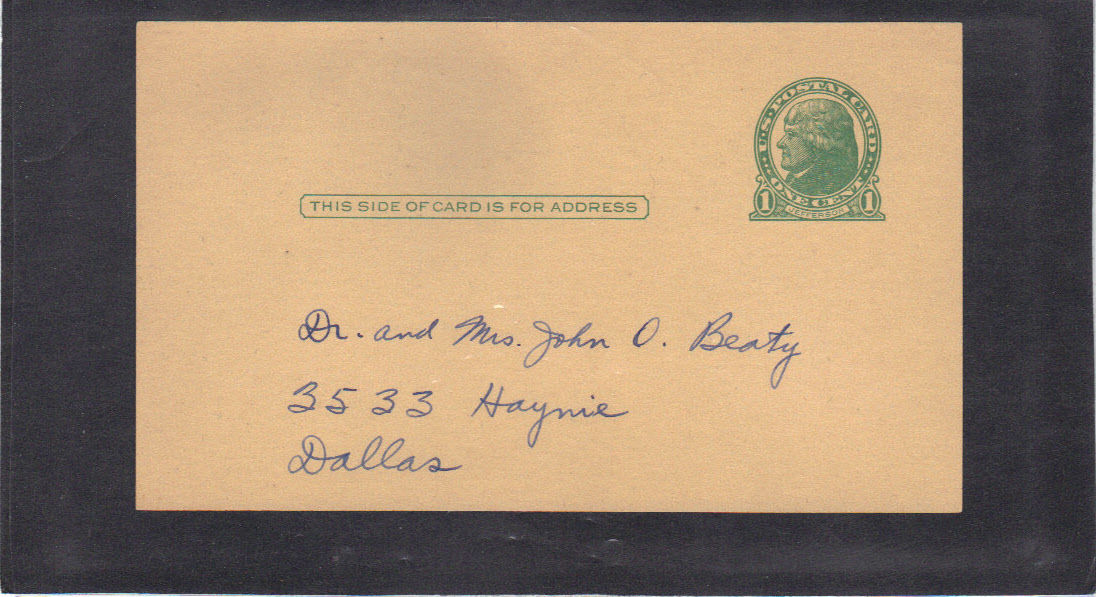 U.S. POSTAL CARD
ONE CENT
1 JEFFERSON 1
THIS SIDE OF CARD IS FOR ADDRESS
Dr. and Mrs. John O. Beaty
3533 Haynie
Dallas